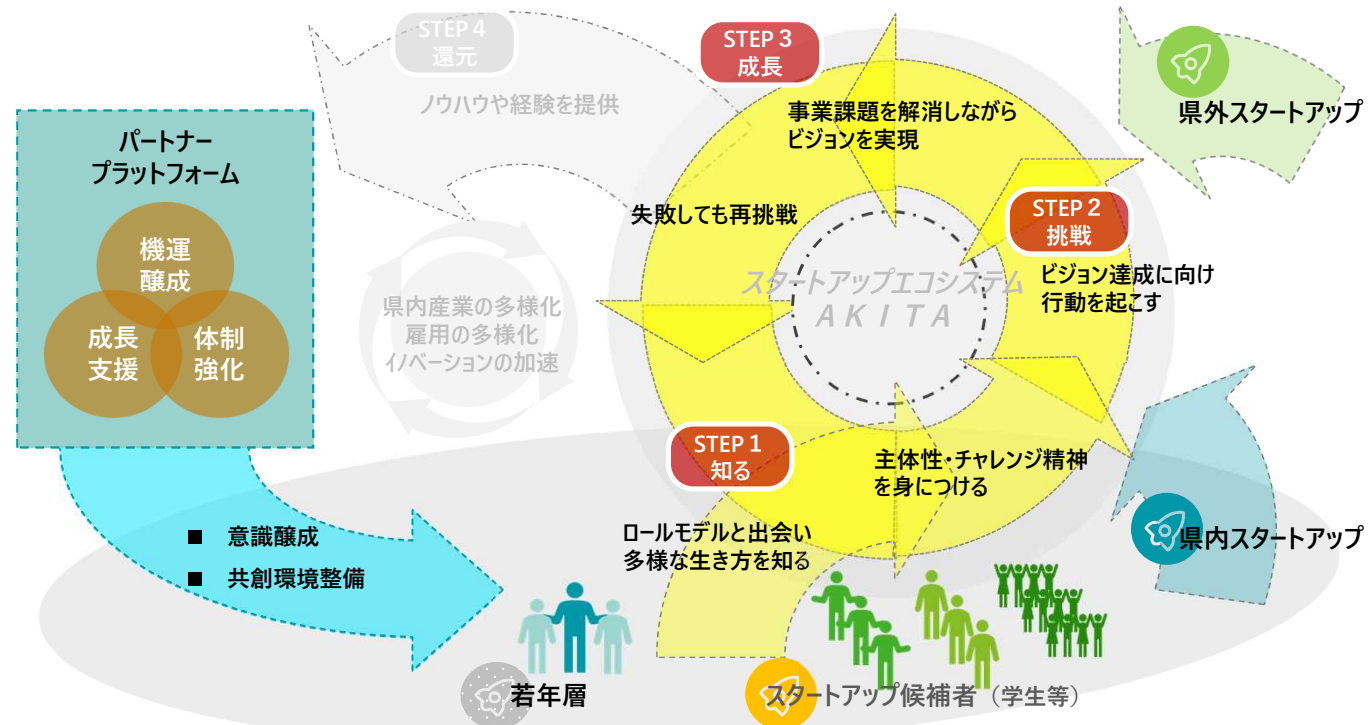 STEP 4
還元
ノウハウや経験を提供
STEP 3
成長
事業課題を解消しながら
ビジョンを実現
県外スタートアップ
パートナー
プラットフォーム
機運
醸成
成長
支援
体制
強化
失敗しても再挑戦
STEP 2
挑戦
ビジョン達成に向け
行動を起こす
スタートアップエコシステム
AKITA
県内産業の多様化
雇用の多様化
イノベーションの加速
STEP 1
知る
主体性・チャレンジ精神
を身につける
ロールモデルと出会い
多様な生き方を知る
県内スタートアップ
■ 意識醸成
■ 共創環境整備
若年層
スタートアップ候補者（学生等）